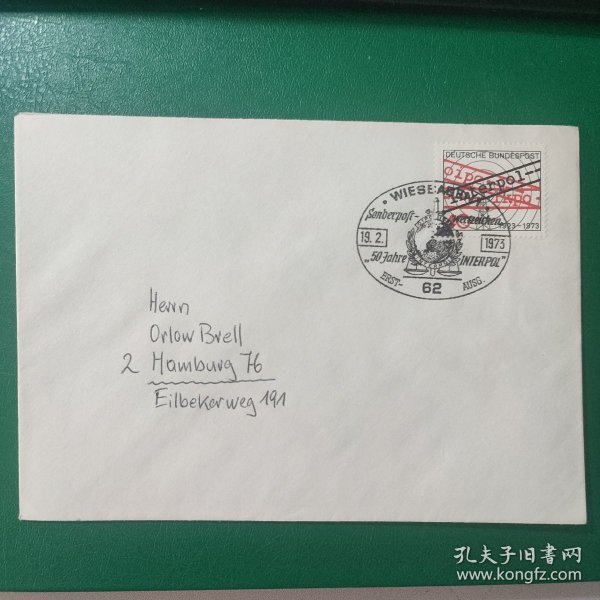 DEUTSCHE BUNDESPOST
interpol
1923-1973
WIESBADEN
Sonderpost-
19.2.
1973
„50 Jahre INTERPOL"
ERST- AUSG.
62
Herrn
Orlow Brell
2 Hamburg 76
Eilbekerweg 191
孔夫子旧书网
www.kongfz.com